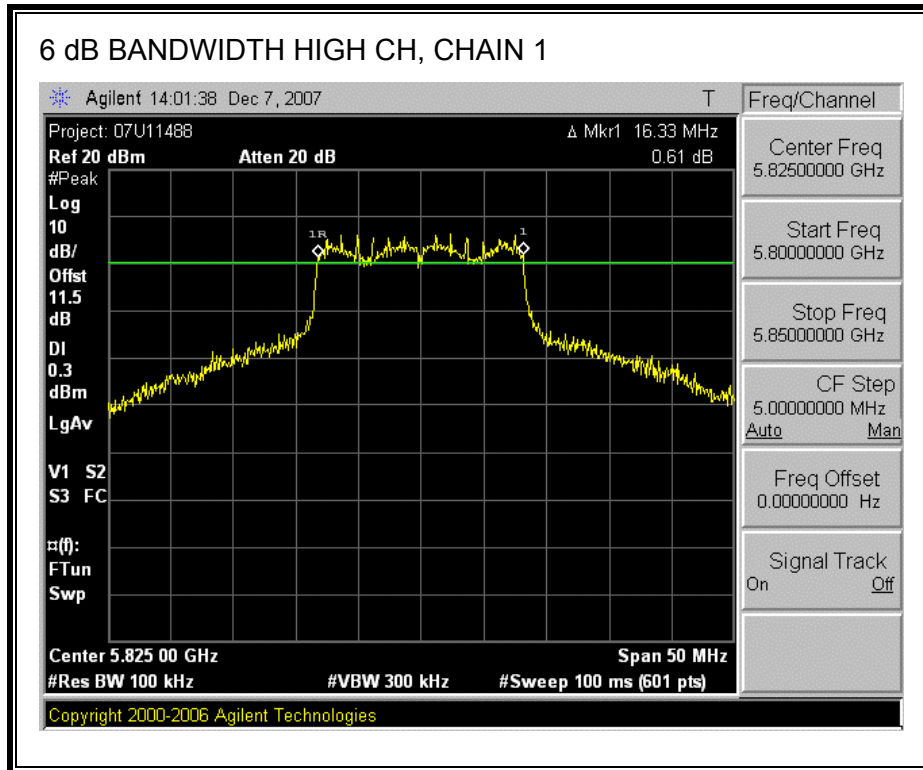 6 dB BANDWIDTH HIGH CH, CHAIN 1
Agilent 14:01:38 Dec 7, 2007 T
Project: 07U11488 Δ Mkr1 16.33 MHz
Ref 20 dBm Atten 20 dB 0.61 dB
#Peak
Log
10
dB/
Offst
11.5
dB
DI
0.3
dBm
LgAv
V1 S2
S3 FC
¤(f):
FTun
Swp
1R
1
Center 5.825 00 GHz Span 50 MHz
#Res BW 100 kHz #VBW 300 kHz #Sweep 100 ms (601 pts)
Copyright 2000-2006 Agilent Technologies
Freq/Channel
Center Freq
5.82500000 GHz
Start Freq
5.80000000 GHz
Stop Freq
5.85000000 GHz
CF Step
5.00000000 MHz
Auto Man
Freq Offset
0.00000000 Hz
Signal Track
On Off